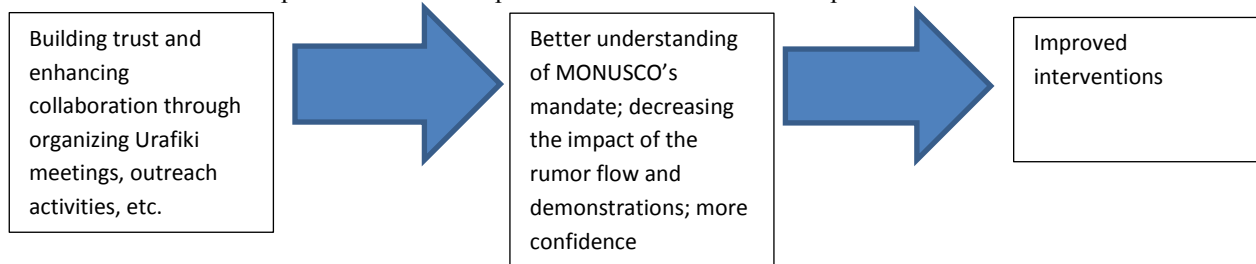 Building trust and
enhancing
collaboration through
organizing Urafiki
meetings, outreach
activities, etc.
Better understanding
of MONUSCO's
mandate; decreasing
the impact of the
rumor flow and
demonstrations; more
confidence
Improved
interventions